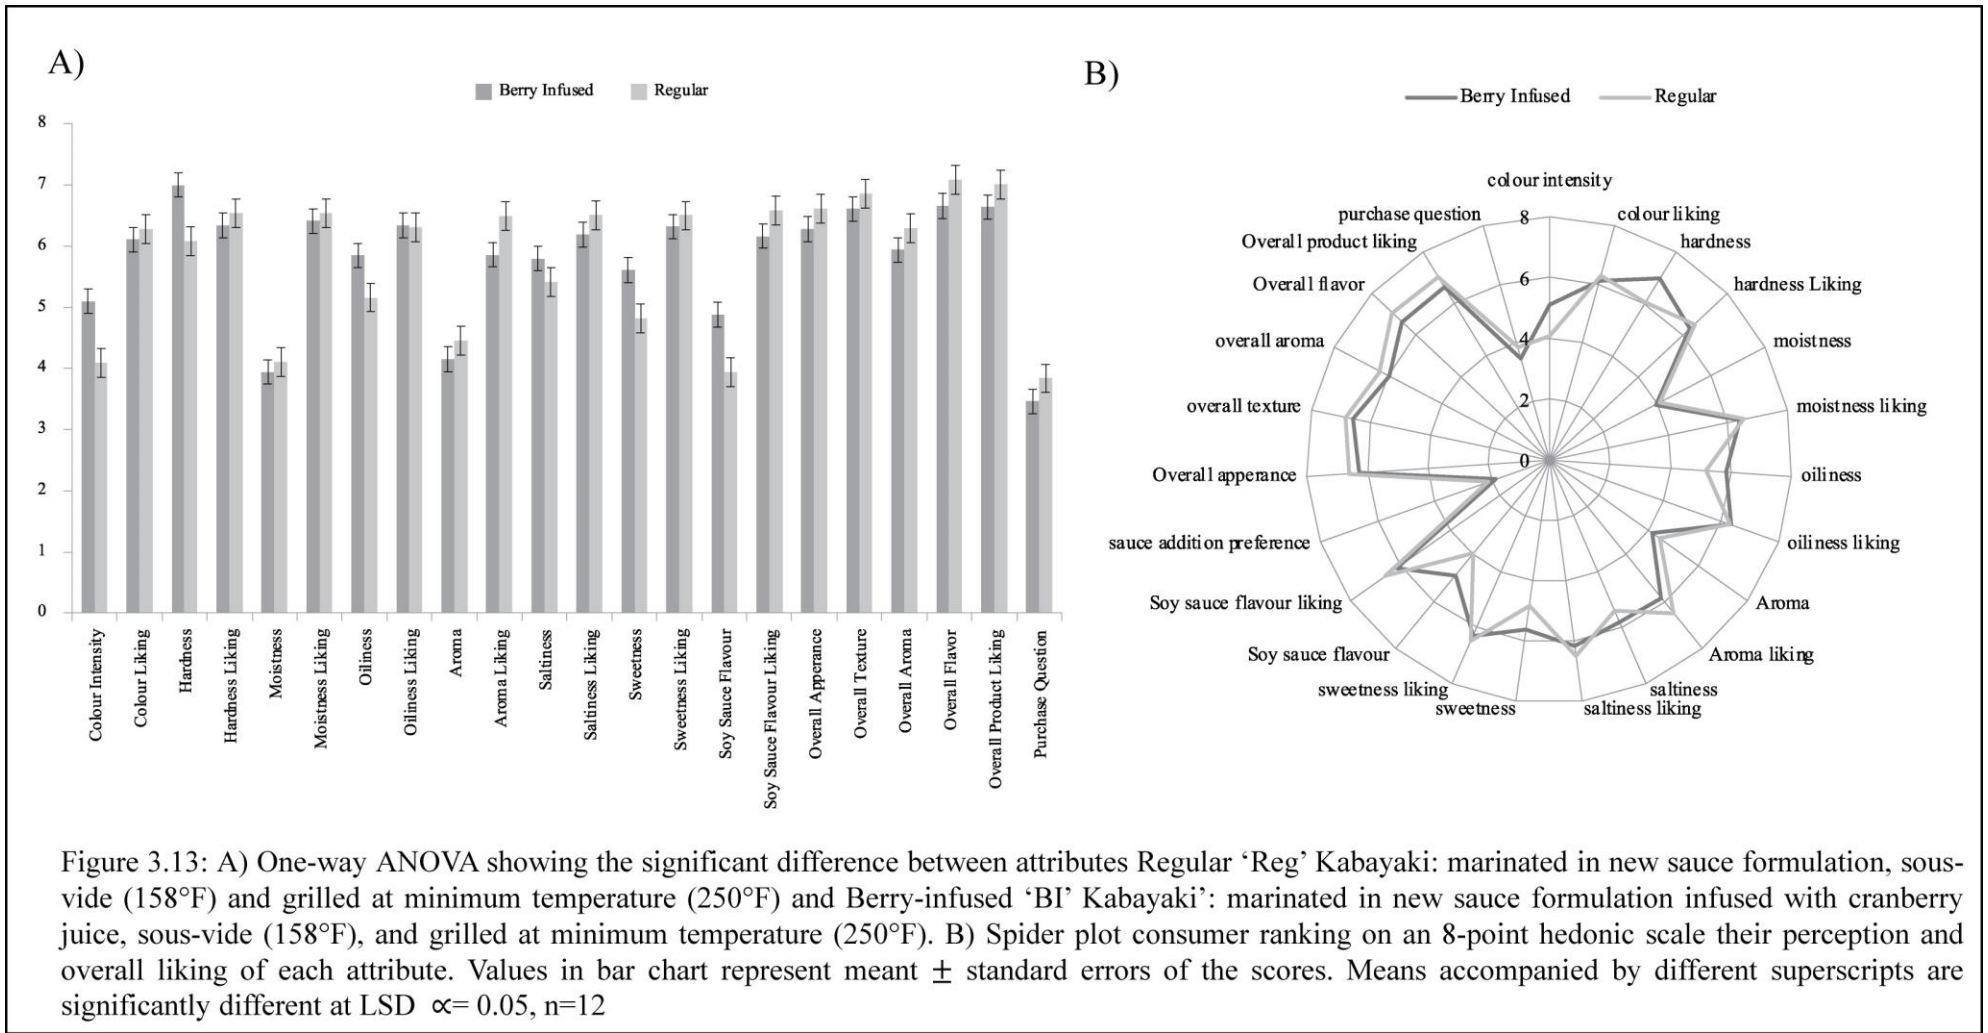 A)
Berry Infused
Regular
8
7
6
5
4
3
2
1
0
Colour Intensity
Colour Liking
Hardness
Hardness Liking
Moistness
Moistness Liking
Oiliness
Oiliness Liking
Aroma
Aroma Liking
Saltiness
Saltiness Liking
Sweetness
Sweetness Liking
Soy Sauce Flavour
Soy Sauce Flavour Liking
Overall Apperance
Overall Texture
Overall Aroma
Overall Flavor
Overall Product Liking
Purchase Question
B)
Berry Infused
Regular
colour intensity
colour liking
hardness
hardness Liking
moistness
moistness liking
oiliness
oiliness liking
Aroma
Aroma liking
saltiness
saltiness liking
sweetness
sweetness liking
Soy sauce flavour
Soy sauce flavour liking
sauce addition preference
Overall apperance
overall texture
overall aroma
Overall flavor
Overall product liking
purchase question
8
6
4
2
0
Figure 3.13: A) One-way ANOVA showing the significant difference between attributes Regular ‘Reg’ Kabayaki: marinated in new sauce formulation, sous-
vide (158°F) and grilled at minimum temperature (250°F) and Berry-infused ‘BI’ Kabayaki’: marinated in new sauce formulation infused with cranberry
juice, sous-vide (158°F), and grilled at minimum temperature (250°F). B) Spider plot consumer ranking on an 8-point hedonic scale their perception and
overall liking of each attribute. Values in bar chart represent meant ± standard errors of the scores. Means accompanied by different superscripts are
significantly different at LSD ∝= 0.05, n=12